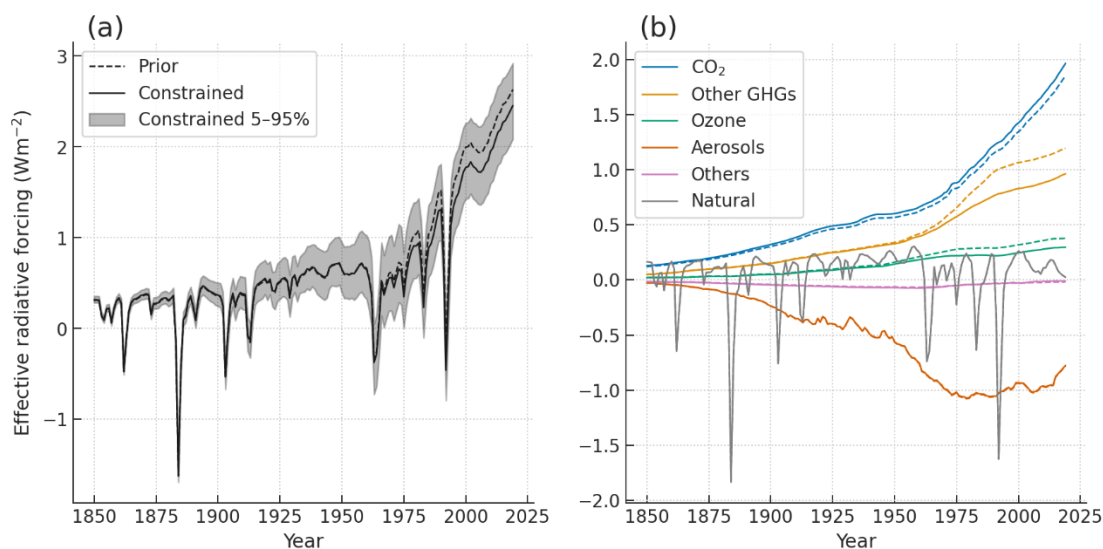 (a)
Effective radiative forcing (Wm−2)
3
2
1
0
−1
Prior
Constrained
Constrained 5–95%
1850 1875 1900 1925 1950 1975 2000 2025
Year
(b)
2.0
1.5
1.0
0.5
0.0
−0.5
−1.0
−1.5
−2.0
CO₂
Other GHGs
Ozone
Aerosols
Others
Natural
1850 1875 1900 1925 1950 1975 2000 2025
Year